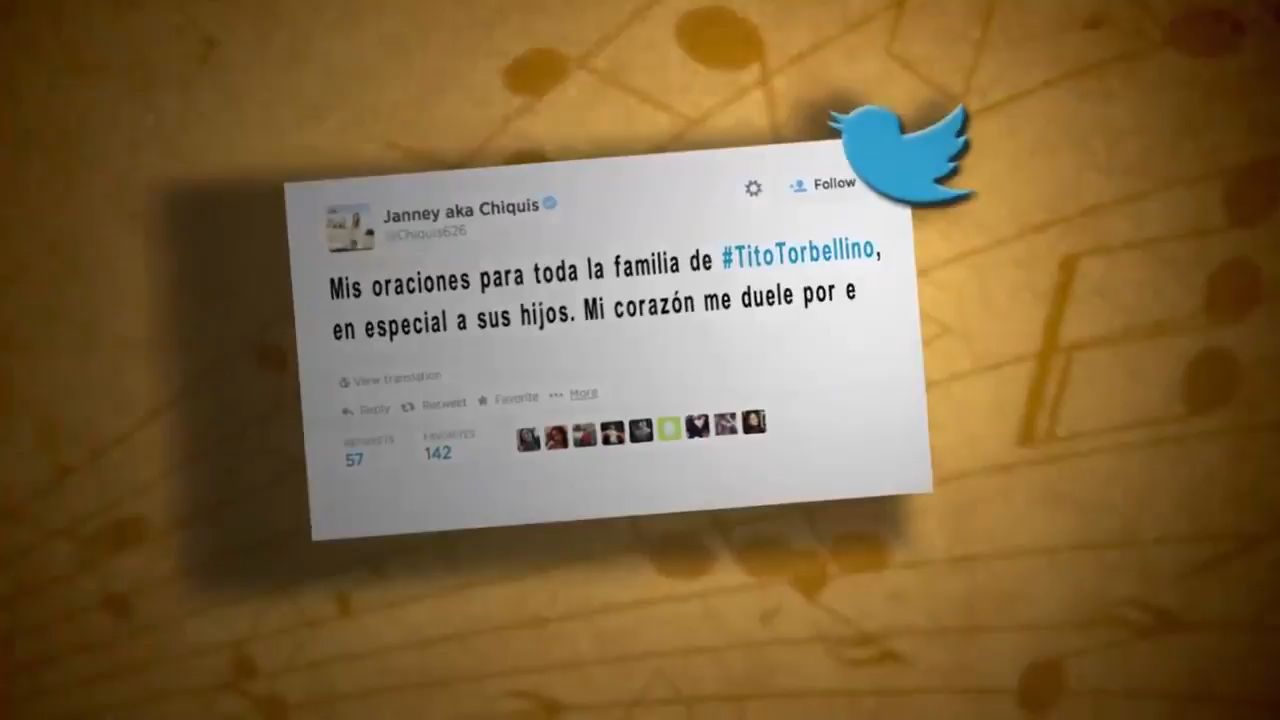 Janney aka Chiquis
@Chiquis626
Follow
Mis oraciones para toda la familia de #TitoTorbellino,
en especial a sus hijos. Mi corazón me duele por e
View translation
Reply Retweet Favorite More
RETWEETS FAVORITES
57 142